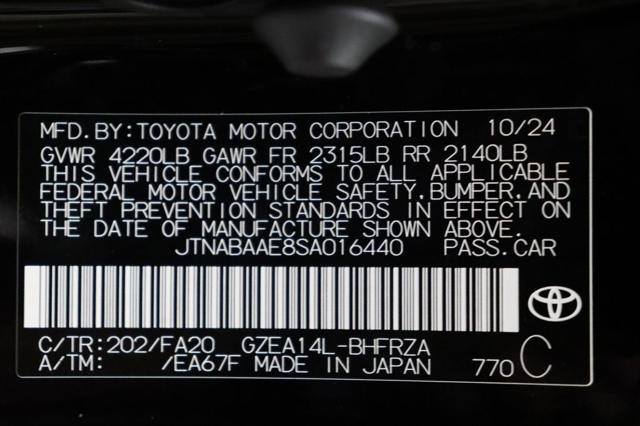 MFD.BY:TOYOTA MOTOR CORPORATION 10/24
GVWR 4220LB GAWR FR 2315LB RR 2140LB
THIS VEHICLE CONFORMS TO ALL APPLICABLE
FEDERAL MOTOR VEHICLE SAFETY,BUMPER,AND
THEFT PREVENTION STANDARDS IN EFFECT ON
THE DATE OF MANUFACTURE SHOWN ABOVE.
JTNABAAE8SA016440 PASS.CAR
C/TR:202/FA20 GZEA14L-BHFRZA
A/TM: /EA67F MADE IN JAPAN 770 C